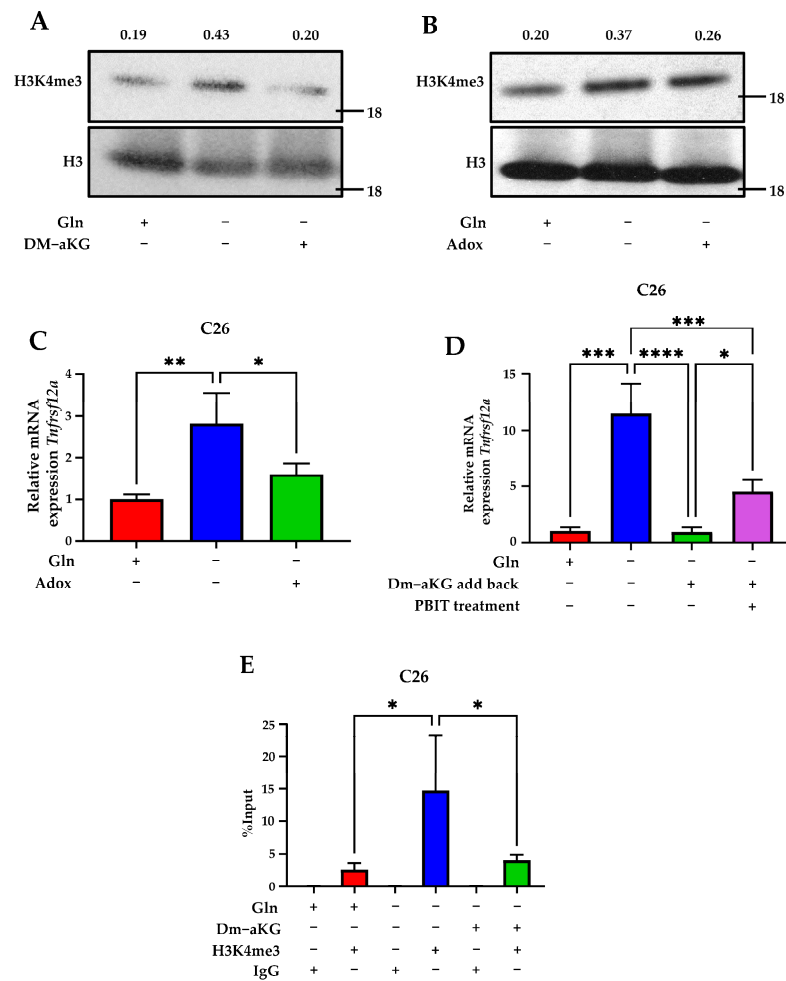 A
0.19 0.43 0.20
H3K4me3
18
H3
18
Gln + − −
DM−aKG − − +
B
0.20 0.37 0.26
H3K4me3
18
H3
18
Gln + − −
Adox − − +
C
C26
** *
Relative mRNA
expression Tnfrsf12a
4
3
2
1
0
Gln + − −
Adox − − +
D
C26
***
*** **** *
Relative mRNA
expression Tnfrsf12a
15
10
5
0
Gln + − − −
Dm−aKG add back − − + +
PBIT treatment − − − +
E
C26
* *
%Input
25
20
15
10
5
0
Gln + + − − − −
Dm−aKG − − − − + +
H3K4me3 − + − + − +
IgG + − + − + −